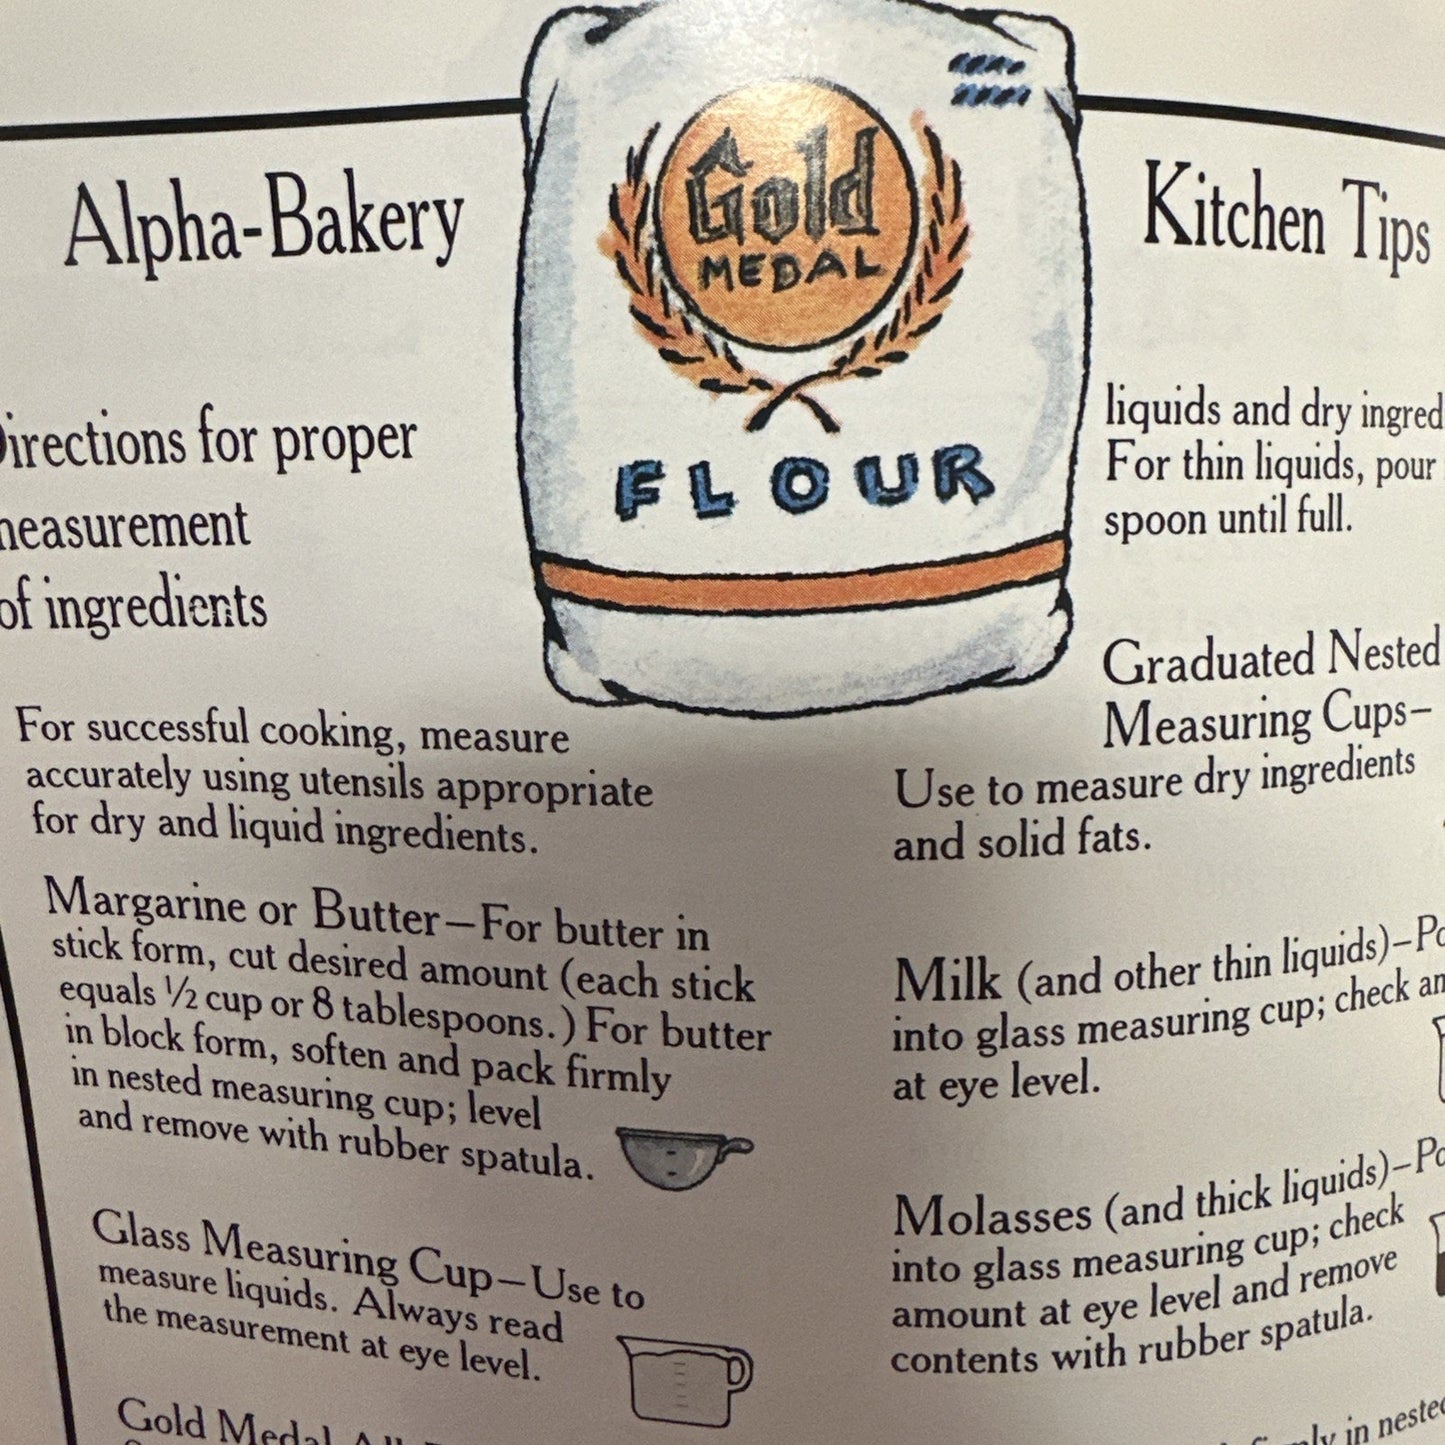 Alpha-Bakery
Gold
MEDAL
FLOUR
Kitchen Tips
Directions for proper
measurement
of ingredients
For successful cooking, measure
accurately using utensils appropriate
for dry and liquid ingredients.
Margarine or Butter—For butter in
stick form, cut desired amount (each stick
equals ½ cup or 8 tablespoons.) For butter
in block form, soften and pack firmly
in nested measuring cup; level
and remove with rubber spatula.
Glass Measuring Cup—Use to
measure liquids. Always read
the measurement at eye level.
Gold Medal
liquids and dry
For thin liquids, pour
spoon until full.
Graduated Nested
Measuring Cups—
Use to measure dry ingredients
and solid fats.
Milk (and other thin liquids)—
into glass measuring cup; check
at eye level.
Molasses (and thick liquids)—
into glass measuring cup; check
amount at eye level and remove
contents with rubber spatula.
in nested